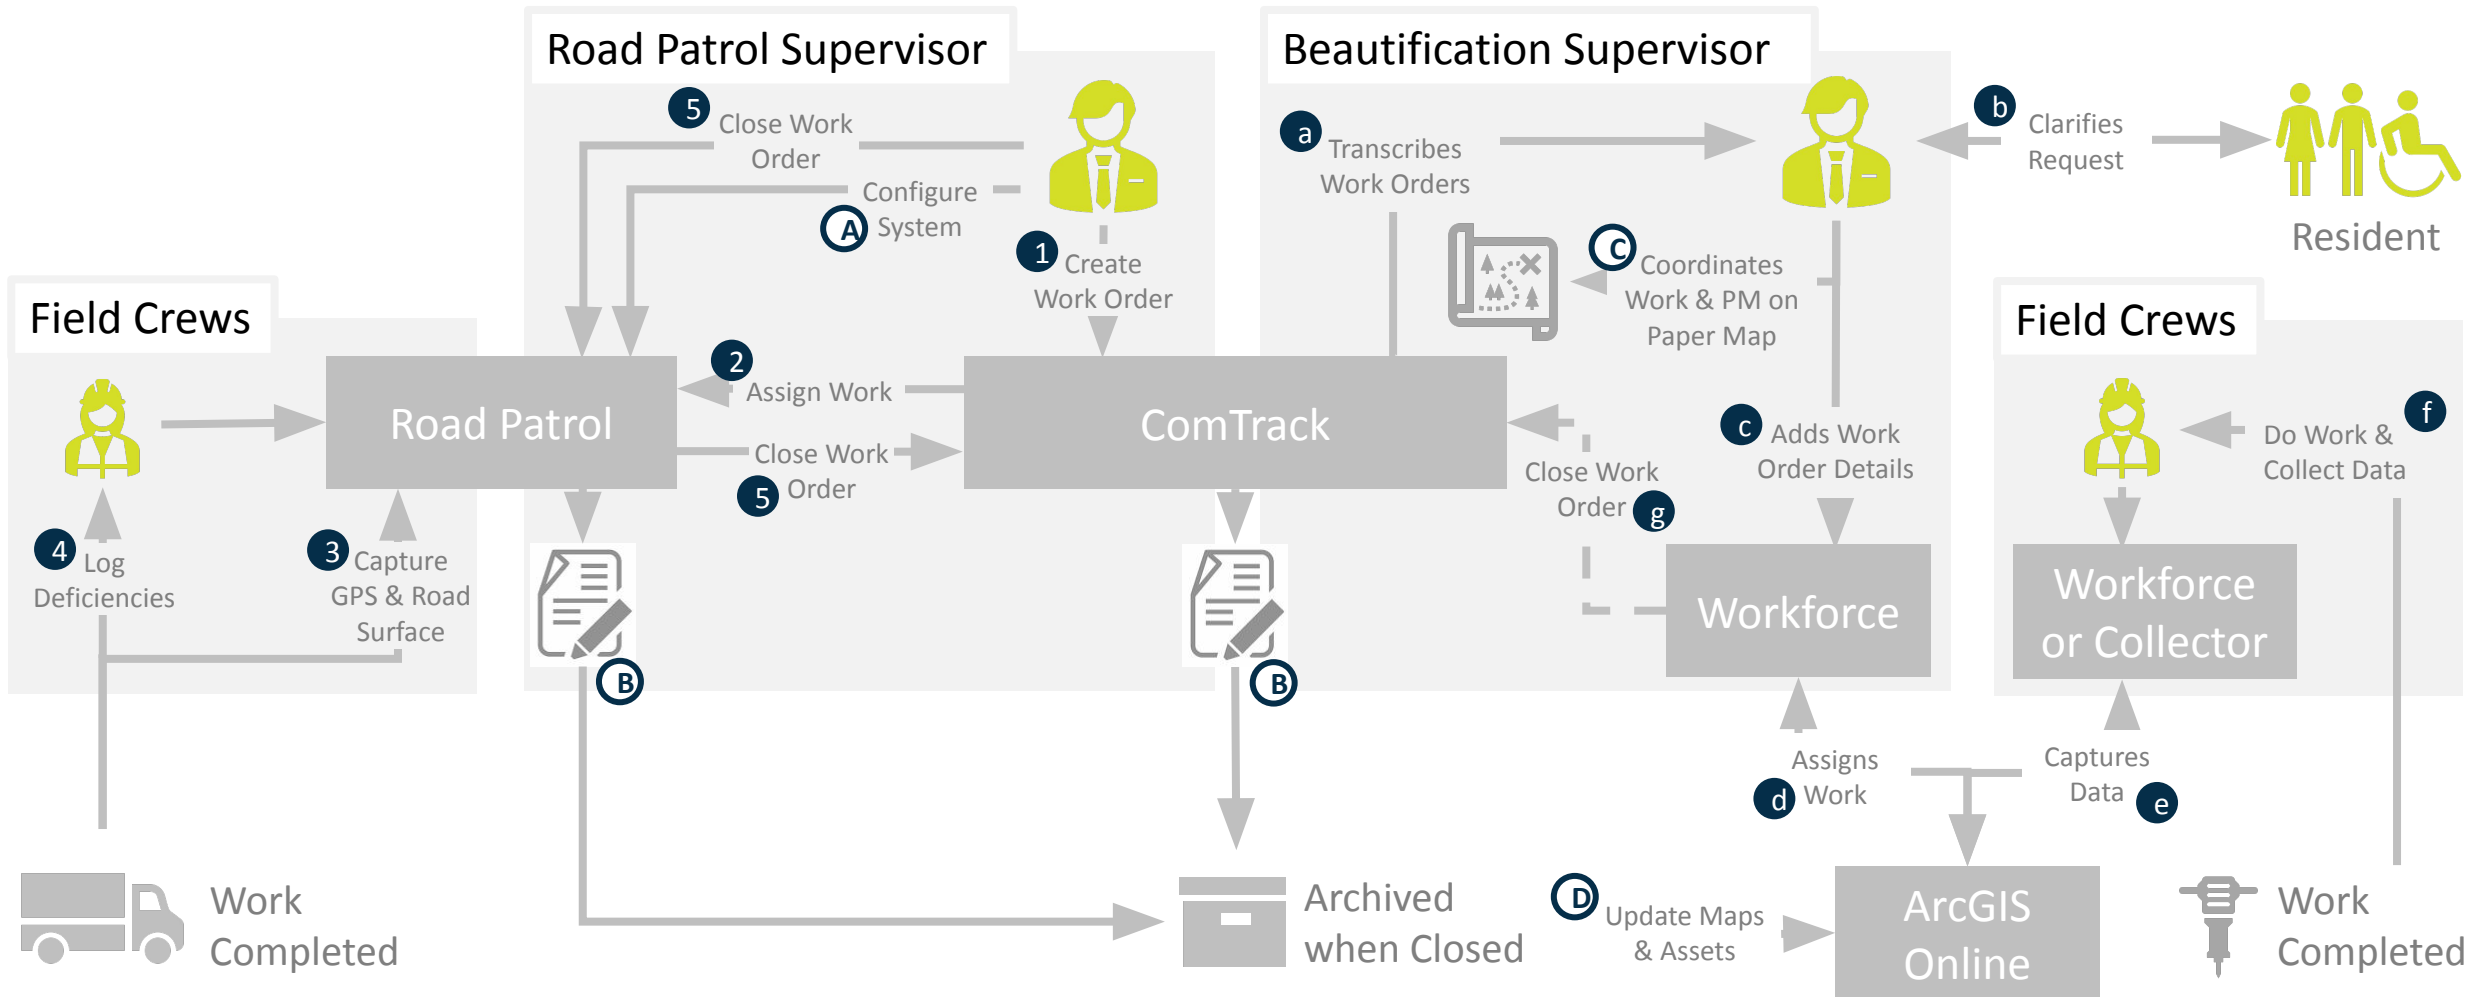 Road Patrol Supervisor
Beautification Supervisor
5
Close Work
Order
Configure
System
A
1
Create
Work Order
a
Transcribes
Work Orders
b
Clarifies
Request
Resident
C
Coordinates
Work & PM on
Paper Map
Field Crews
Field Crews
Road Patrol
2
Assign Work
Close Work
Order
5
ComTrack
c
Adds Work
Order Details
Close Work
Order
g
f
Do Work &
Collect Data
4
Log
Deficiencies
3
Capture
GPS & Road
Surface
B
B
Workforce
Workforce
or Collector
Assigns
Work
d
Captures
Data
e
Work
Completed
Archived
when Closed
D
Update Maps
& Assets
ArcGIS
Online
Work
Completed